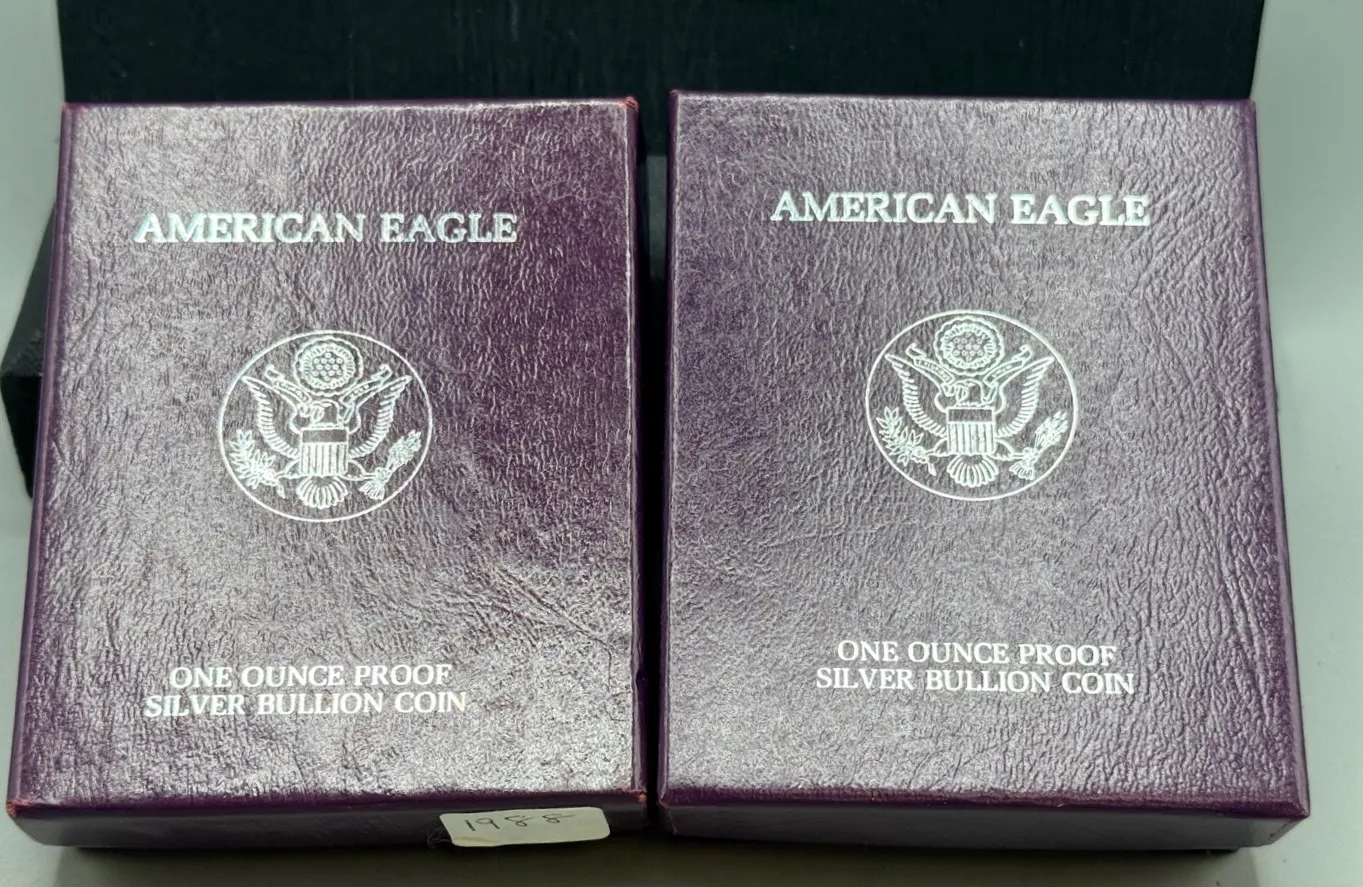 AMERICAN EAGLE
ONE OUNCE PROOF
SILVER BULLION COIN
1988
AMERICAN EAGLE
ONE OUNCE PROOF
SILVER BULLION COIN